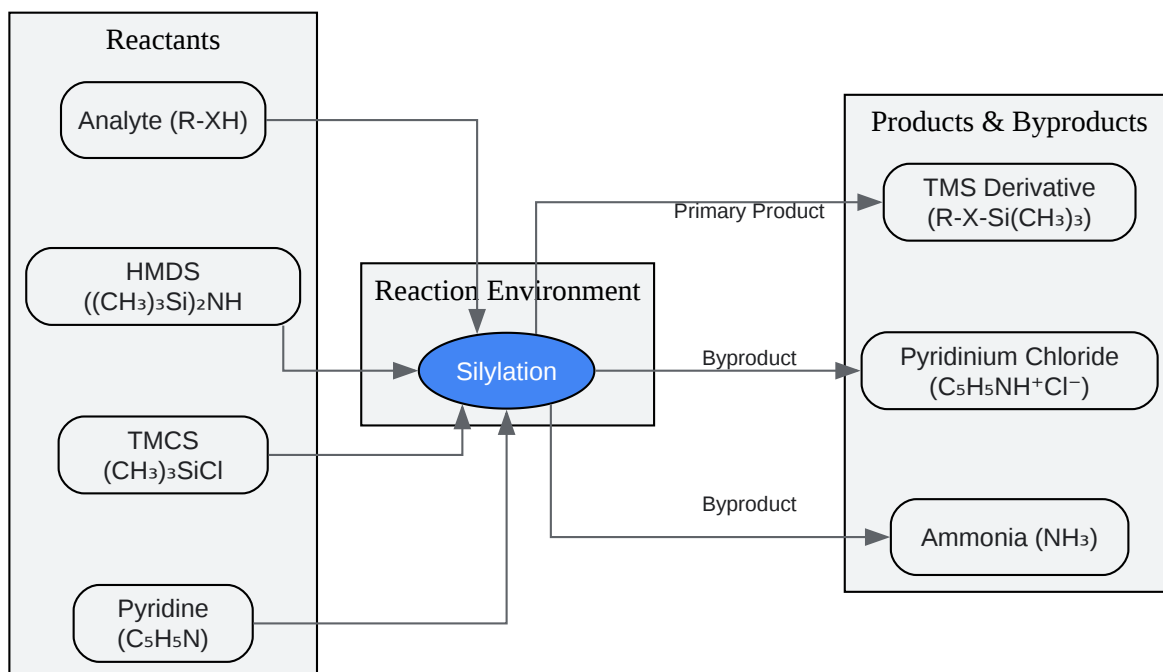 Reactants
Analyte (R-XH)
HMDS
((CH₃)₃Si)₂NH
TMCS
(CH₃)₃SiCl
Pyridine
(C₅H₅N)
Reaction Environment
Silylation
Primary Product
Byproduct
Byproduct
Products & Byproducts
TMS Derivative
(R-X-Si(CH₃)₃)
Pyridinium Chloride
(C₅H₅NH⁺Cl⁻)
Ammonia (NH₃)